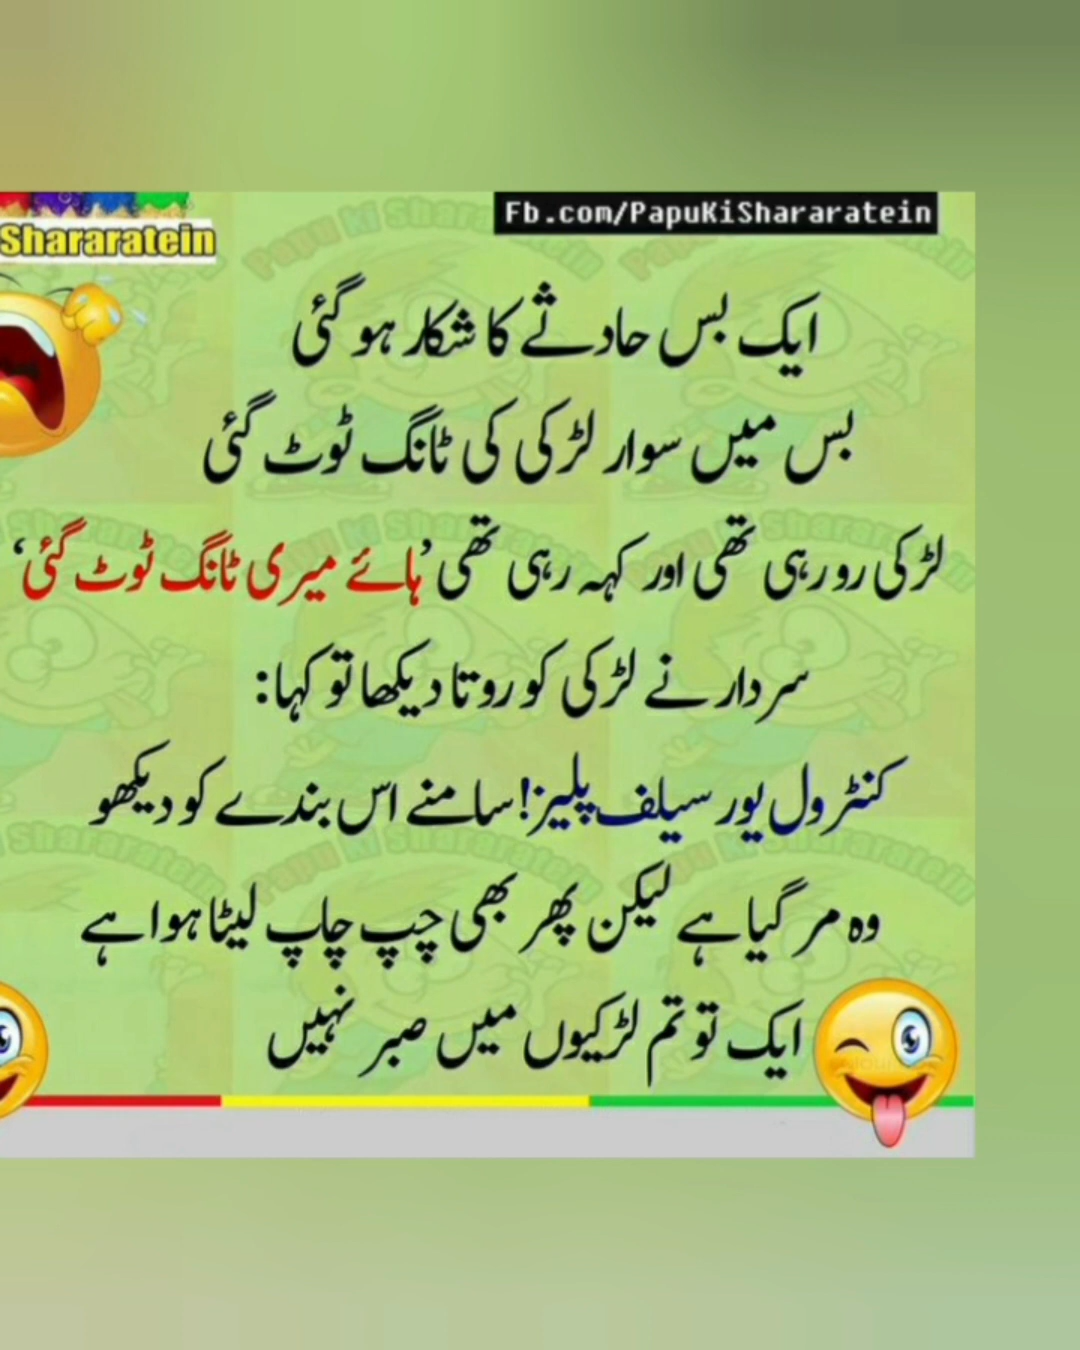 Fb.com/PapuKiShararatein
Shararatein
ایک بس حادثے کا شکار ہو گئی
بس میں سوار لڑکی کی ٹانگ ٹوٹ گئی
لڑکی رو رہی تھی اور کہہ رہی تھی ’ہائے میری ٹانگ ٹوٹ گئی‘
سردار نے لڑکی کو روتا دیکھا تو کہا:
کنٹرول یور سیلف پلیز! سامنے اس بندے کو دیکھو
وہ مر گیا ہے لیکن پھر بھی چپ چاپ لیٹا ہوا ہے
ایک تو تم لڑکیوں میں صبر نہیں